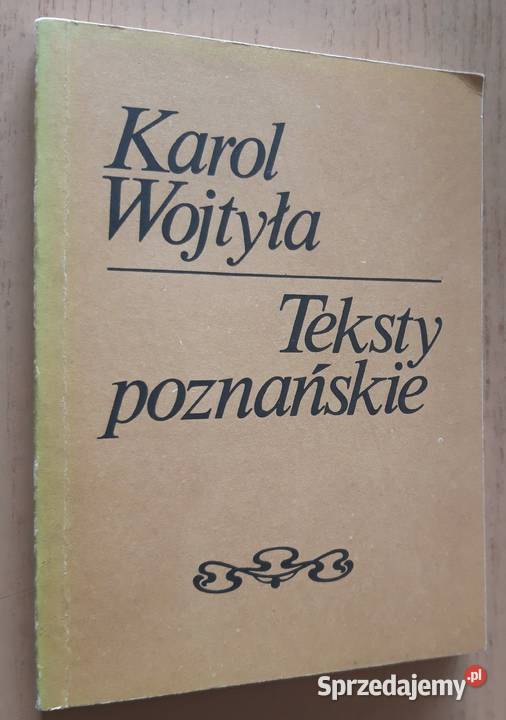 Karol
Wojtyła
Teksty
poznańskie
Sprzedajemy.pl